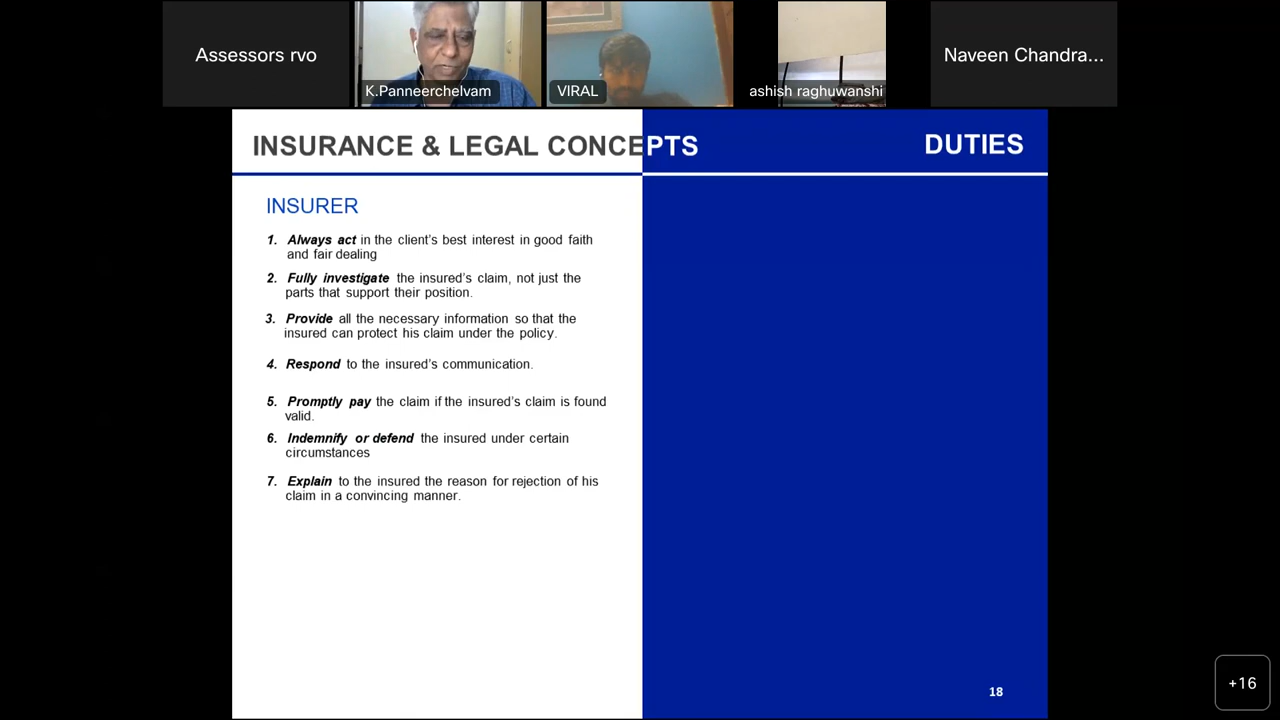 Assessors rvo
K.Panneerchelvam
VIRAL
ashish raghuwanshi
Naveen Chandra...
INSURANCE & LEGAL CONCEPTS
DUTIES
INSURER
1. Always act in the client's best interest in good faith
and fair dealing
2. Fully investigate the insured's claim, not just the
parts that support their position.
3. Provide all the necessary information so that the
insured can protect his claim under the policy.
4. Respond to the insured's communication.
5. Promptly pay the claim if the insured's claim is found
valid.
6. Indemnify or defend the insured under certain
circumstances
7. Explain to the insured the reason for rejection of his
claim in a convincing manner.
18
+16